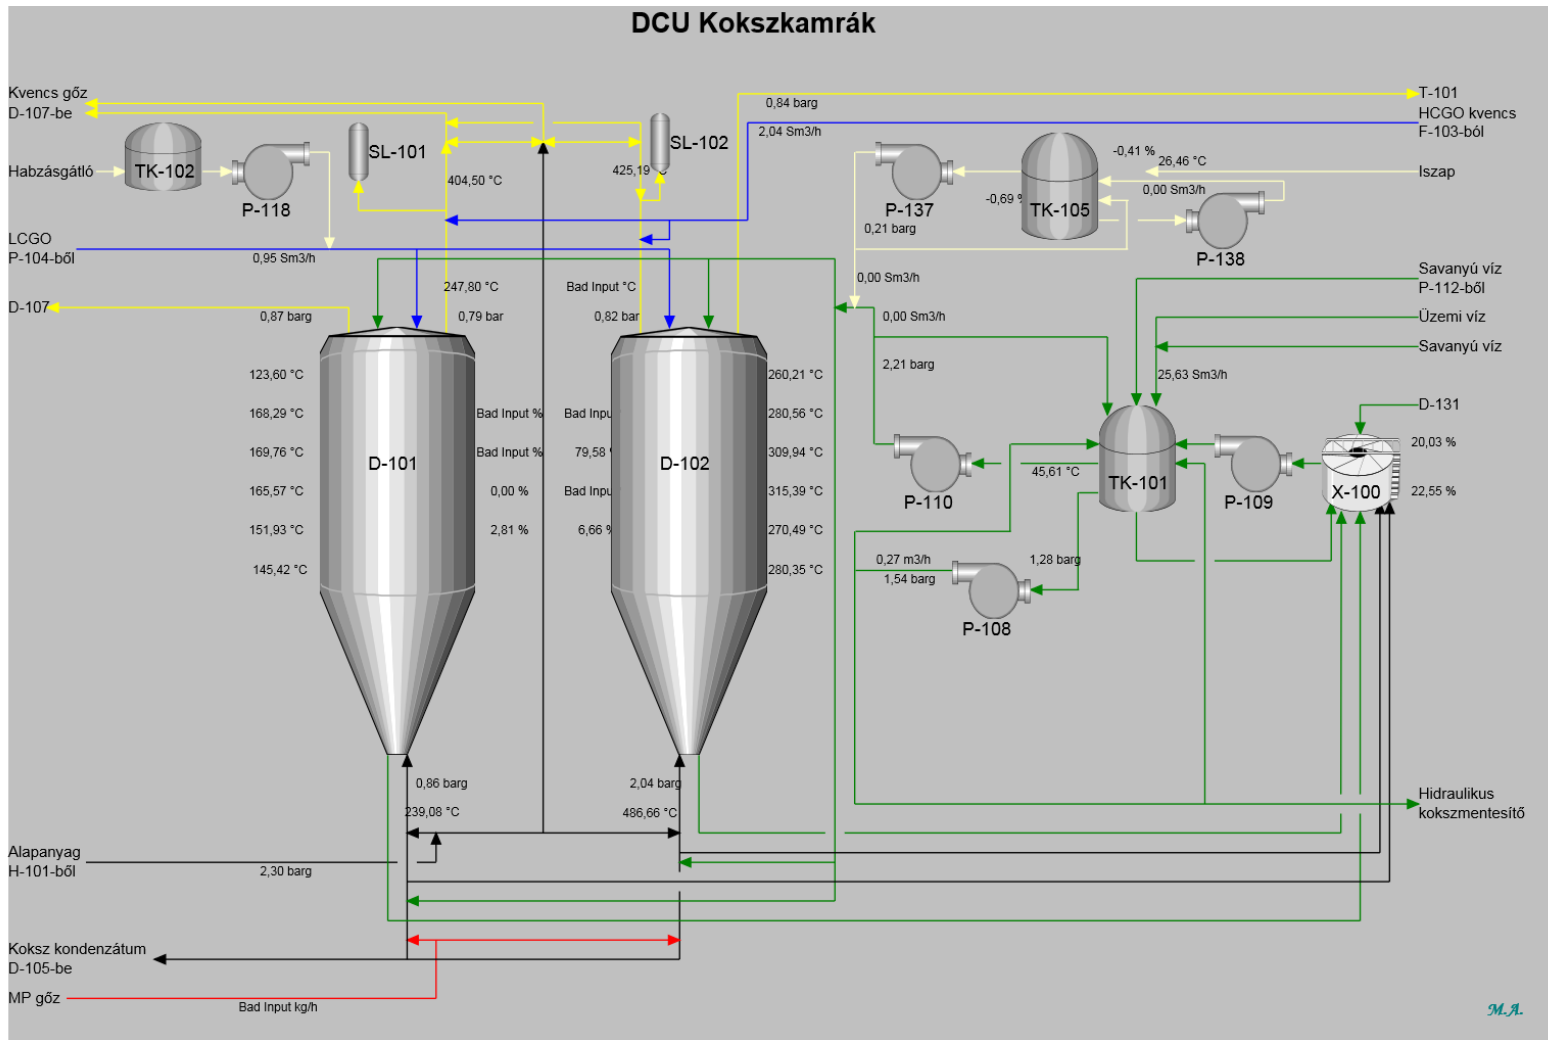 DCU Kokszkamrák
Kvencs gőz
D-107-be
0,84 barg
T-101
HCGO kvencs
F-103-ból
2,04 Sm3/h
SL-101
SL-102
Habzásgátló
TK-102
P-118
404,50 °C
425,19 °C
-0,41 %
26,46 °C
Iszap
0,00 Sm3/h
-0,69 %
P-137
TK-105
0,21 barg
P-138
LCGO
P-104-ből
0,95 Sm3/h
247,80 °C
Bad Input °C
0,00 Sm3/h
Savanyú víz
P-112-ből
D-107
0,87 barg
0,79 bar
0,82 bar
0,00 Sm3/h
Üzemi víz
Savanyú víz
2,21 barg
25,63 Sm3/h
123,60 °C
260,21 °C
168,29 °C
Bad Input %
Bad Inpu
280,56 °C
D-131
20,03 %
169,76 °C
D-101
Bad Input %
79,58
D-102
309,94 °C
45,61 °C
165,57 °C
0,00 %
Bad Inpu
315,39 °C
P-110
TK-101
P-109
X-100
22,55 %
151,93 °C
2,81 %
6,66 %
270,49 °C
145,42 °C
280,35 °C
0,27 m3/h
1,54 barg
1,28 barg
P-108
0,86 barg
2,04 barg
239,08 °C
486,66 °C
Hidraulikus
kokszmentesítő
Alapanyag
H-101-ből
2,30 barg
Koksz kondenzátum
D-105-be
MP gőz
Bad Input kg/h
M.A.